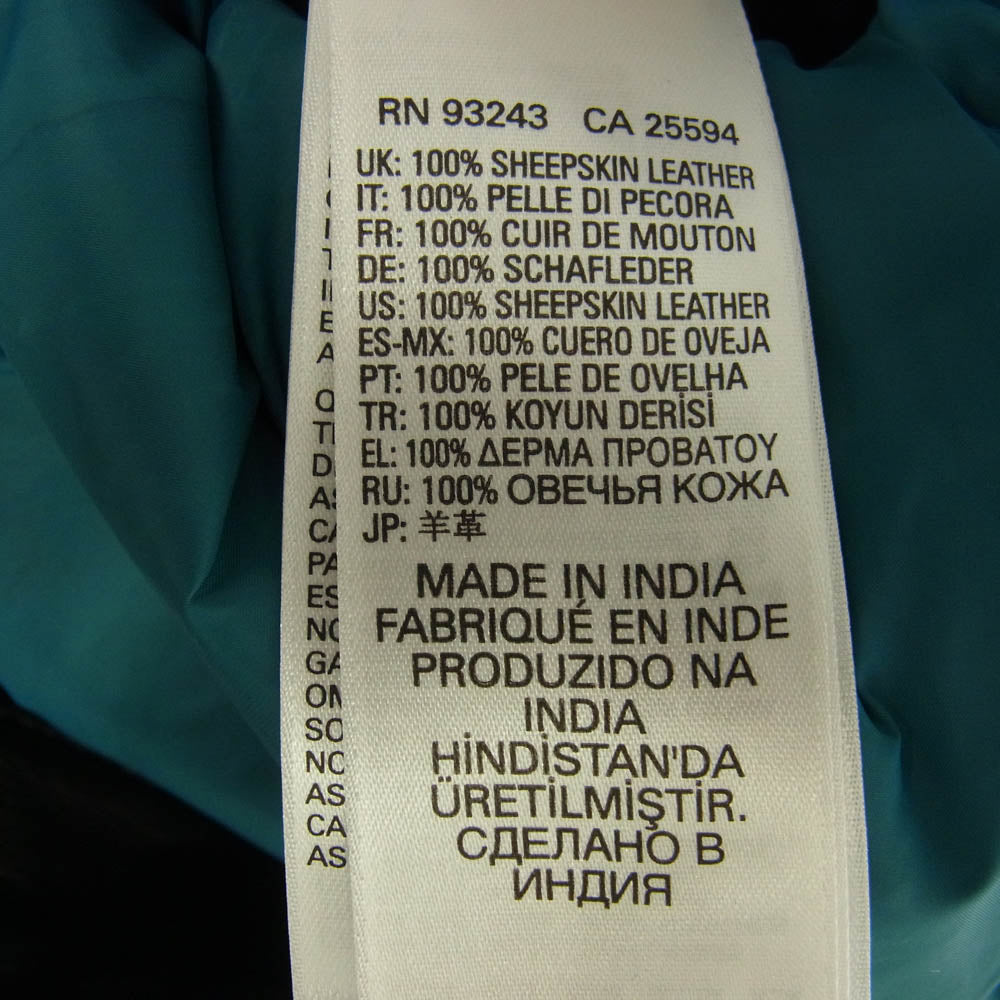 RN 93243 CA 25594
UK: 100% SHEEPSKIN LEATHER
IT: 100% PELLE DI PECORA
FR: 100% CUIR DE MOUTON
DE: 100% SCHAFLEDER
US: 100% SHEEPSKIN LEATHER
ES-MX: 100% CUERO DE OVEJA
PT: 100% PELE DE OVELHA
TR: 100% KOYUN DERİSİ
EL: 100% ΔΕΡΜΑ ΠΡΟΒΑΤΟΥ
RU: 100% ОВЕЧЬЯ КОЖА
JP: 羊革
MADE IN INDIA
FABRIQUÉ EN INDE
PRODUZIDO NA
INDIA
HİNDİSTAN'DA
ÜRETİLMİŞTİR.
СДЕЛАНО В
ИНДИЯ